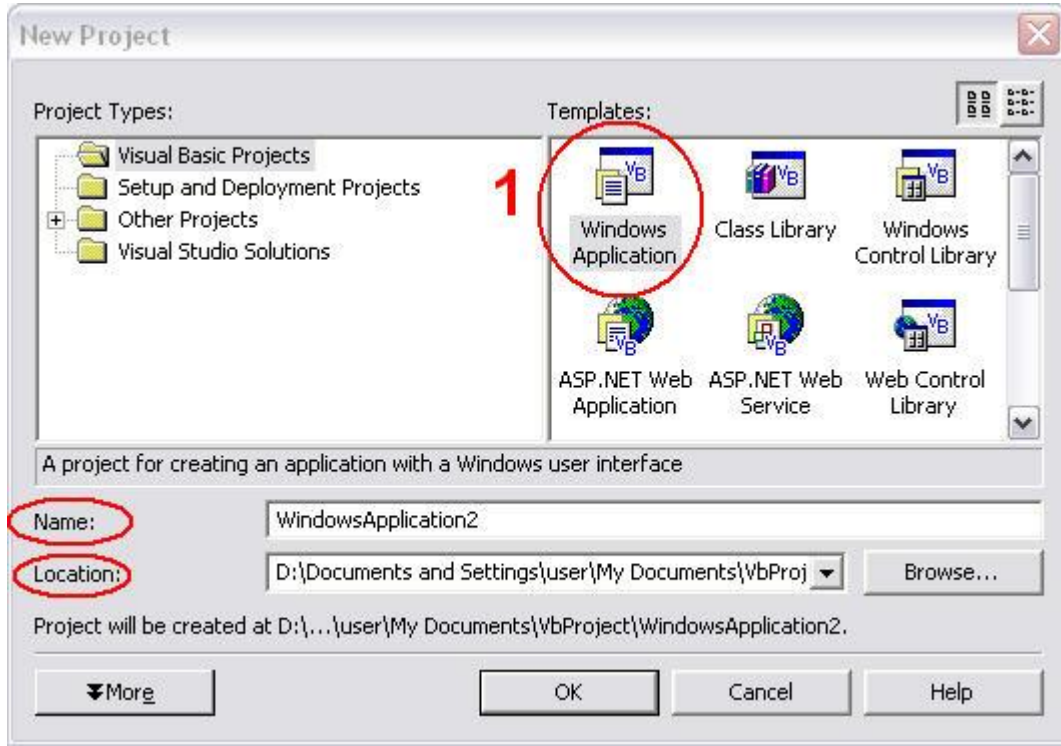 New Project
Project Types:
Templates:
Visual Basic Projects
Setup and Deployment Projects
Other Projects
Visual Studio Solutions
1
Windows
Application
Class Library
Windows
Control Library
ASP.NET Web
Application
ASP.NET Web
Service
Web Control
Library
A project for creating an application with a Windows user interface
Name:
WindowsApplication2
Location:
D:\Documents and Settings\user\My Documents\VbProj
Browse...
Project will be created at D:\...\user\My Documents\VbProject\WindowsApplication2.
More
OK
Cancel
Help